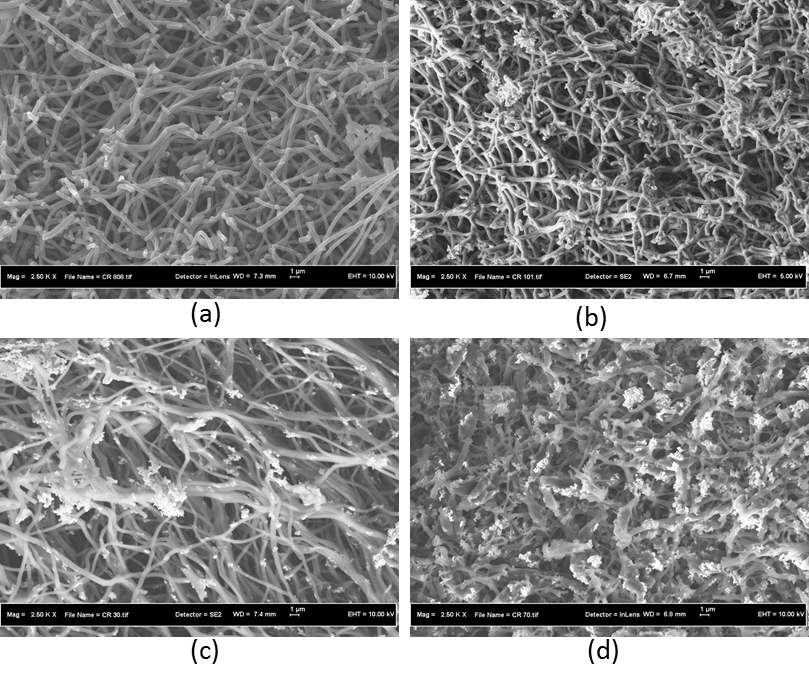 Mag = 2.50 K X File Name = CR 808.tif Detector = InLens WD = 7.3 mm 1 µm EHT = 10.00 kV
Mag = 2.50 K X File Name = CR 101.tif Detector = SE2 WD = 6.7 mm 1 µm EHT = 5.00 kV
(a)
(b)
Mag = 2.50 K X File Name = CR 30.tif Detector = SE2 WD = 7.4 mm 1 µm EHT = 10.00 kV
Mag = 2.50 K X File Name = CR 70.tif Detector = InLens WD = 6.8 mm 1 µm EHT = 10.00 kV
(c)
(d)